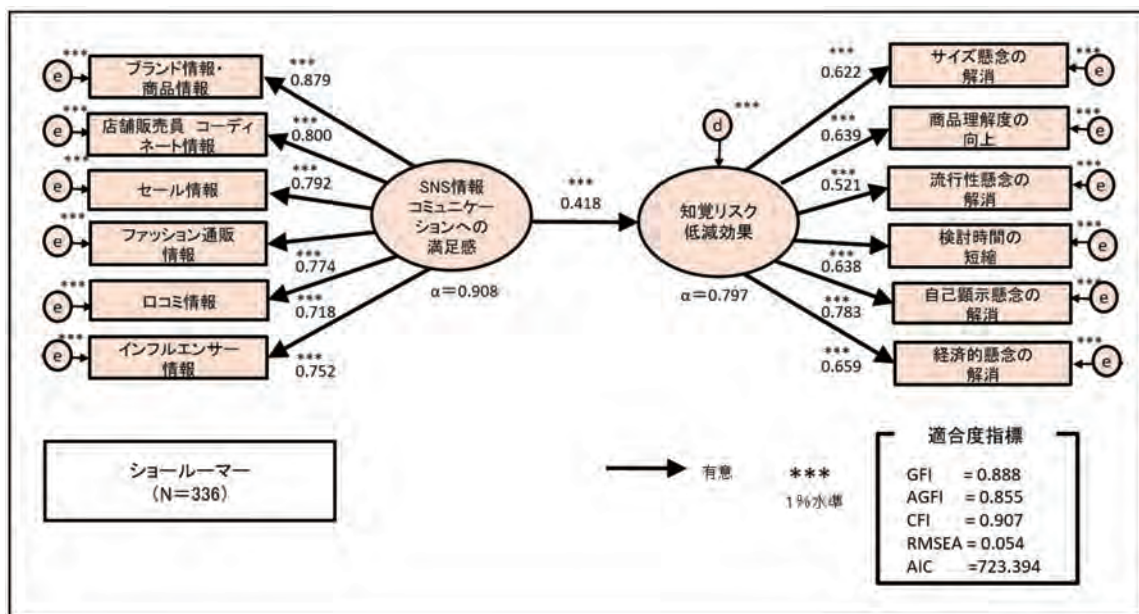 ***
e
ブランド情報・
商品情報
***
0.879
***
e
店舗販売員 コーディ
ネート情報
***
0.800
***
e
セール情報
***
0.792
***
e
ファッション通販
情報
***
0.774
***
e
口コミ情報
***
0.718
***
e
インフルエンサー
情報
***
0.752
SNS情報
コミュニケー
ションへの
満足感
α=0.908
***
0.418
d
***
知覚リスク
低減効果
α=0.797
***
0.622
サイズ懸念の
解消
***
e
***
0.639
商品理解度の
向上
***
e
***
0.521
流行性懸念の
解消
***
e
***
0.638
検討時間の
短縮
***
e
***
0.783
自己顕示懸念の
解消
***
e
***
0.659
経済的懸念の
解消
***
e
ショールーマー
(N=336)
有意
***
1%水準
適合度指標
GFI = 0.888
AGFI = 0.855
CFI = 0.907
RMSEA = 0.054
AIC =723.394